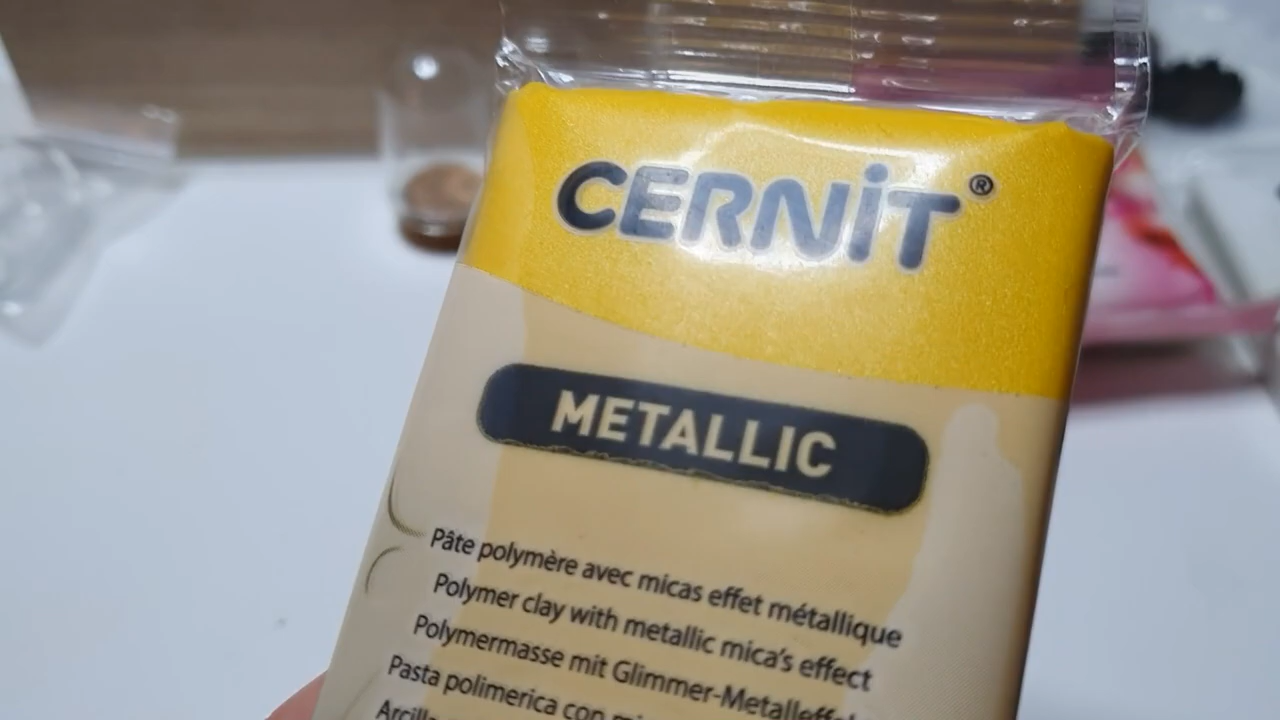 CERNiT®
METALLIC
Pâte polymère avec micas effet métallique
Polymer clay with metallic mica's effect
Polymermasse mit Glimmer-Metalleffek
Pasta polimerica con